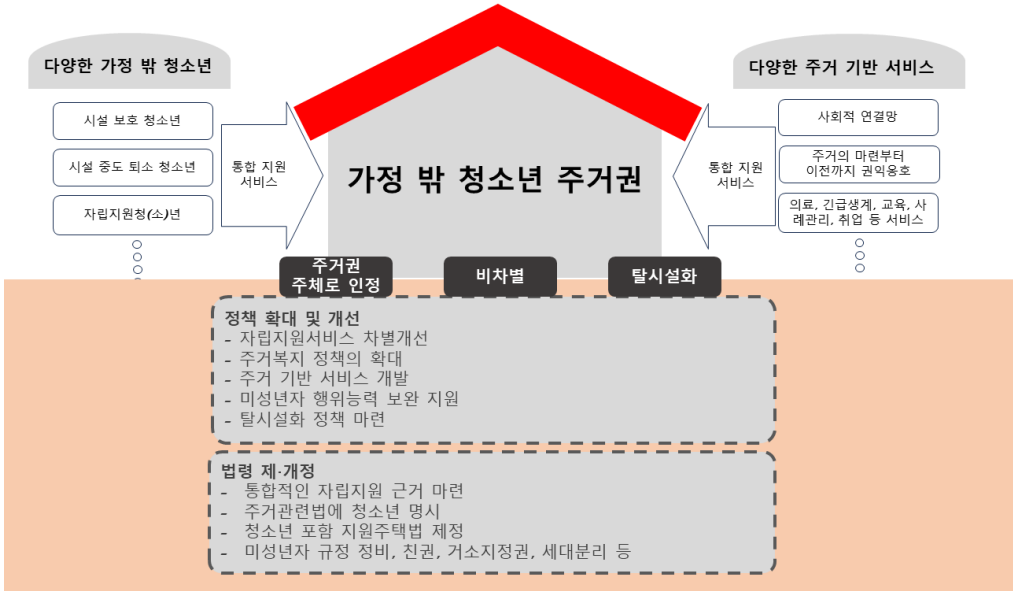 다양한 가정 밖 청소년
시설 보호 청소년
시설 중도 퇴소 청소년
자립지원청(소)년
통합 지원
서비스
가정 밖 청소년 주거권
다양한 주거 기반 서비스
사회적 연결망
주거의 마련부터
이전까지 권익옹호
의료, 긴급생계, 교육, 사
례관리, 취업 등 서비스
통합 지원
서비스
주거권
주체로 인정
비차별
탈시설화
정책 확대 및 개선
- 자립지원서비스 차별개선
- 주거복지 정책의 확대
- 주거 기반 서비스 개발
- 미성년자 행위능력 보완 지원
- 탈시설화 정책 마련
법령 제·개정
- 통합적인 자립지원 근거 마련
- 주거관련법에 청소년 명시
- 청소년 포함 지원주택법 제정
- 미성년자 규정 정비, 친권, 거소지정권, 세대분리 등